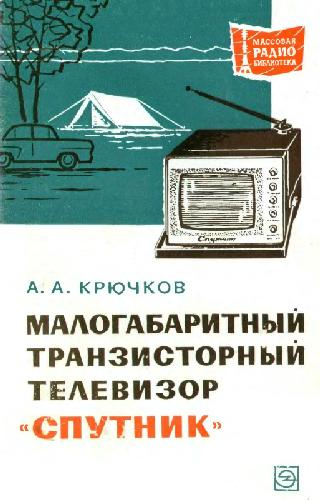 МАССОВАЯ
РАДИО
БИБЛИОТЕКА
Спутник
А. А. КРЮЧКОВ
МАЛОГАБАРИТНЫЙ
ТРАНЗИСТОРНЫЙ
ТЕЛЕВИЗОР
«СПУТНИК»